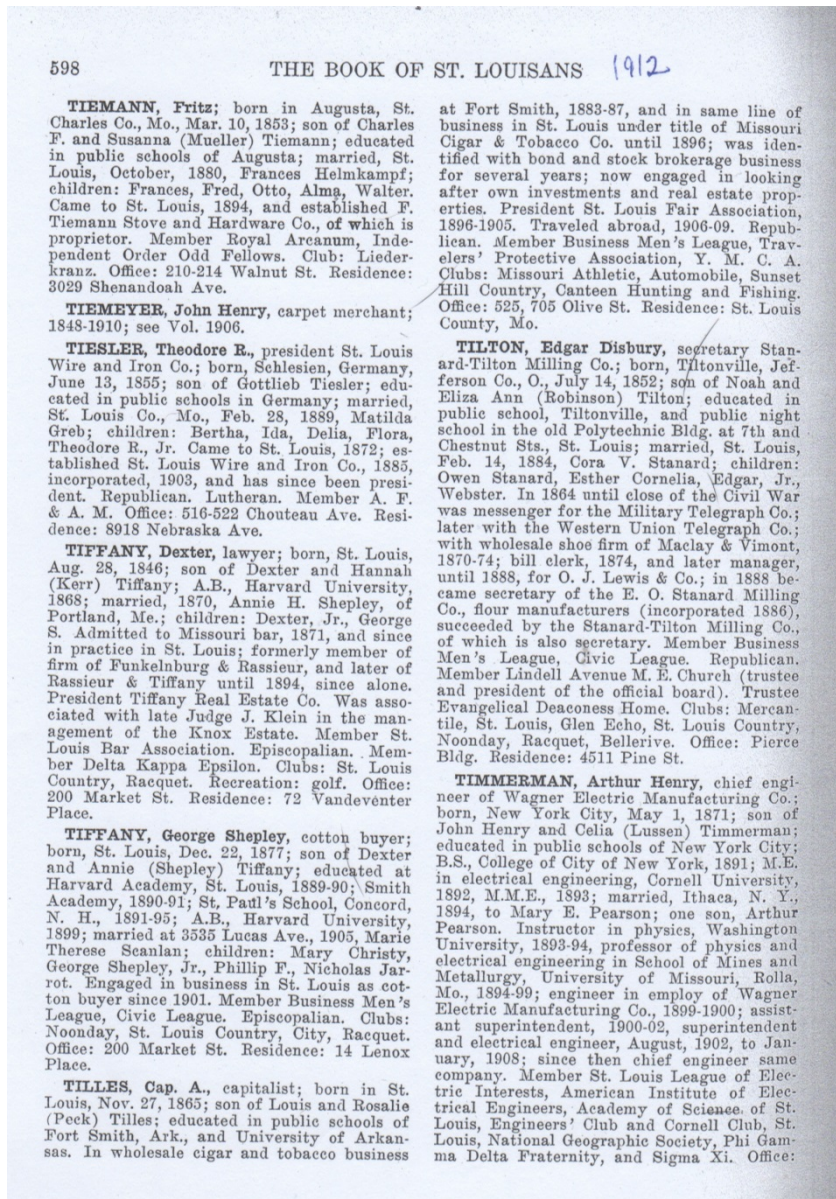 598
THE BOOK OF ST. LOUISANS
1912
TIEMANN, Fritz; born in Augusta, St.
Charles Co., Mo., Mar. 10, 1853; son of Charles
F. and Susanna (Mueller) Tiemann; educated
in public schools of Augusta; married, St.
Louis, October, 1880, Frances Helmkampf;
children: Frances, Fred, Otto, Alma, Walter.
Came to St. Louis, 1894, and established F.
Tiemann Stove and Hardware Co., of which is
proprietor. Member Royal Arcanum, Inde-
pendent Order Odd Fellows. Club: Lieder-
kranz. Office: 210-214 Walnut St. Residence:
3029 Shenandoah Ave.
TIEMEYER, John Henry, carpet merchant;
1848-1910; see Vol. 1906.
TIESLER, Theodore R., president St. Louis
Wire and Iron Co.; born, Schlesien, Germany,
June 13, 1855; son of Gottlieb Tiesler; edu-
cated in public schools in Germany; married,
St. Louis Co., Mo., Feb. 28, 1889, Matilda
Greb; children: Bertha, Ida, Delia, Flora,
Theodore R., Jr. Came to St. Louis, 1872; es-
tablished St. Louis Wire and Iron Co., 1885,
incorporated, 1903, and has since been presi-
dent. Republican. Lutheran. Member A. F.
& A. M. Office: 516-522 Chouteau Ave. Resi-
dence: 8918 Nebraska Ave.
TIFFANY, Dexter, lawyer; born, St. Louis,
Aug. 28, 1846; son of Dexter and Hannah
(Kerr) Tiffany; A.B., Harvard University,
1868; married, 1870, Annie H. Shepley, of
Portland, Me.; children: Dexter, Jr., George
S. Admitted to Missouri bar, 1871, and since
in practice in St. Louis; formerly member of
firm of Funkelnburg & Rassieur, and later of
Rassieur & Tiffany until 1894, since alone.
President Tiffany Real Estate Co. Was asso-
ciated with late Judge J. Klein in the man-
agement of the Knox Estate. Member St.
Louis Bar Association. Episcopalian. Mem-
ber Delta Kappa Epsilon. Clubs: St. Louis
Country, Racquet. Recreation: golf. Office:
200 Market St. Residence: 72 Vandeventer
Place.
TIFFANY, George Shepley, cotton buyer;
born, St. Louis, Dec. 22, 1877; son of Dexter
and Annie (Shepley) Tiffany; educated at
Harvard Academy, St. Louis, 1889-90; Smith
Academy, 1890-91; St, Paul's School, Concord,
N. H., 1891-95; A.B., Harvard University,
1899; married at 3535 Lucas Ave., 1905, Marie
Therese Scanlan; children: Mary Christy,
George Shepley, Jr., Phillip F., Nicholas Jar-
rot. Engaged in business in St. Louis as cot-
ton buyer since 1901. Member Business Men's
League, Civic League. Episcopalian. Clubs:
Noonday, St. Louis Country, City, Racquet.
Office: 200 Market St. Residence: 14 Lenox
Place.
TILLES, Cap. A., capitalist; born in St.
Louis, Nov. 27, 1865; son of Louis and Rosalie
(Peck) Tilles; educated in public schools of
Fort Smith, Ark., and University of Arkan-
sas. In wholesale cigar and tobacco business
at Fort Smith, 1883-87, and in same line of
business in St. Louis under title of Missouri
Cigar & Tobacco Co. until 1896; was iden-
tified with bond and stock brokerage business
for several years; now engaged in looking
after own investments and real estate prop-
erties. President St. Louis Fair Association,
1896-1905. Traveled abroad, 1906-09. Repub-
lican. Member Business Men's League, Trav-
elers' Protective Association, Y. M. C. A.
Clubs: Missouri Athletic, Automobile, Sunset
Hill Country, Canteen Hunting and Fishing.
Office: 525, 705 Olive St. Residence: St. Louis
County, Mo.
TILTON, Edgar Disbury, secretary Stan-
ard-Tilton Milling Co.; born, Tiltonville, Jef-
ferson Co., O., July 14, 1852; son of Noah and
Eliza Ann (Robinson) Tilton; educated in
public school, Tiltonville, and public night
school in the old Polytechnic Bldg. at 7th and
Chestnut Sts., St. Louis; married, St. Louis,
Feb. 14, 1884, Cora V. Stanard; children:
Owen Stanard, Esther Cornelia, Edgar, Jr.,
Webster. In 1864 until close of the Civil War
was messenger for the Military Telegraph Co.;
later with the Western Union Telegraph Co.;
with wholesale shoe firm of Maclay & Vimont,
1870-74; bill clerk, 1874, and later manager,
until 1888, for O. J. Lewis & Co.; in 1888 be-
came secretary of the E. O. Stanard Milling
Co., flour manufacturers (incorporated 1886),
succeeded by the Stanard-Tilton Milling Co.,
of which is also secretary. Member Business
Men's League, Civic League. Republican.
Member Lindell Avenue M. E. Church (trustee
and president of the official board). Trustee
Evangelical Deaconess Home. Clubs: Mercan-
tile, St. Louis, Glen Echo, St. Louis Country,
Noonday, Racquet, Bellerive. Office: Pierce
Bldg. Residence: 4511 Pine St.
TIMMERMAN, Arthur Henry, chief engi-
neer of Wagner Electric Manufacturing Co.;
born, New York City, May 1, 1871; son of
John Henry and Celia (Lussen) Timmerman;
educated in public schools of New York City;
B.S., College of City of New York, 1891; M.E.
in electrical engineering, Cornell University,
1892, M.M.E., 1893; married, Ithaca, N. Y.,
1894, to Mary E. Pearson; one son, Arthur
Pearson. Instructor in physics, Washington
University, 1893-94, professor of physics and
electrical engineering in School of Mines and
Metallurgy, University of Missouri, Rolla,
Mo., 1894-99; engineer in employ of Wagner
Electric Manufacturing Co., 1899-1900; assist-
ant superintendent, 1900-02, superintendent
and electrical engineer, August, 1902, to Jan-
uary, 1908; since then chief engineer same
company. Member St. Louis League of Elec-
tric Interests, American Institute of Elec-
trical Engineers, Academy of Science of St.
Louis, Engineers' Club and Cornell Club, St.
Louis, National Geographic Society, Phi Gam-
ma Delta Fraternity, and Sigma Xi. Office: